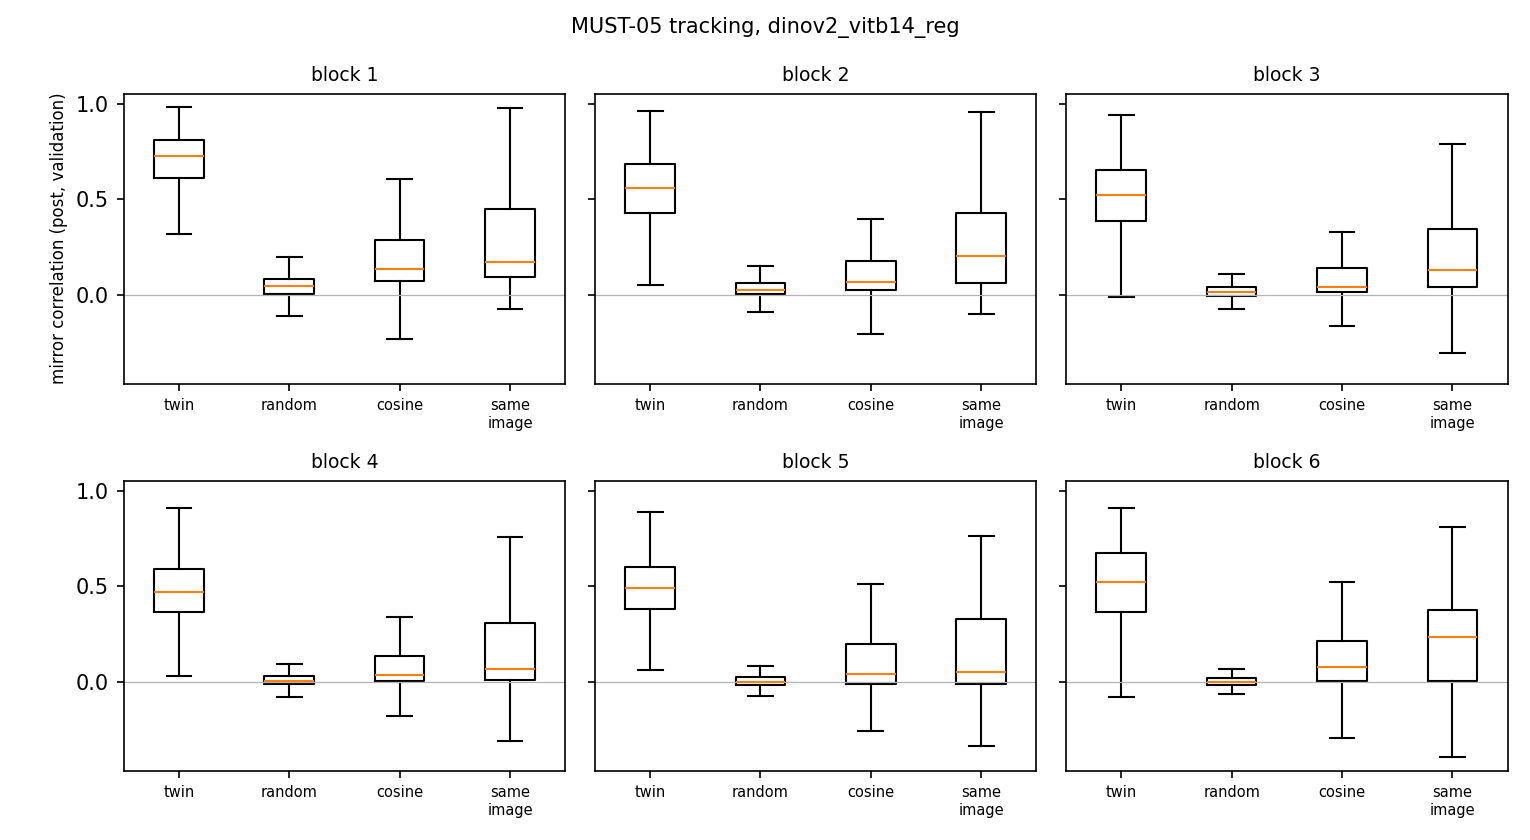 MUST-05 tracking, dinov2_vitb14_reg
block 1
block 2
block 3
mirror correlation (post, validation)
1.0
0.5
0.0
twin random cosine same image
twin random cosine same image
twin random cosine same image
block 4
block 5
block 6
1.0
0.5
0.0
twin random cosine same image
twin random cosine same image
twin random cosine same image